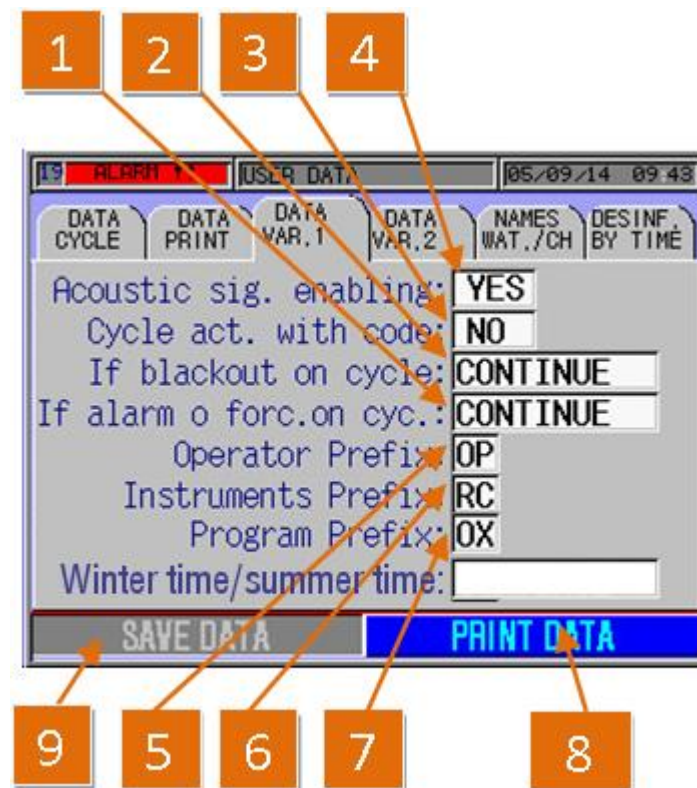 1 2 3 4
19 ALARM USER DATA 05/09/14 09:43
DATA CYCLE DATA PRINT DATA VAR.1 DATA VAR.2 NAMES WAT./CH DESINF. BY TIME
Acoustic sig. enabling: YES
Cycle act. with code: NO
If blackout on cycle: CONTINUE
If alarm o forc.on cyc.: CONTINUE
Operator Prefix: OP
Instruments Prefix: RC
Program Prefix: OX
Winter time/summer time:
SAVE DATA PRINT DATA
9 5 6 7 8